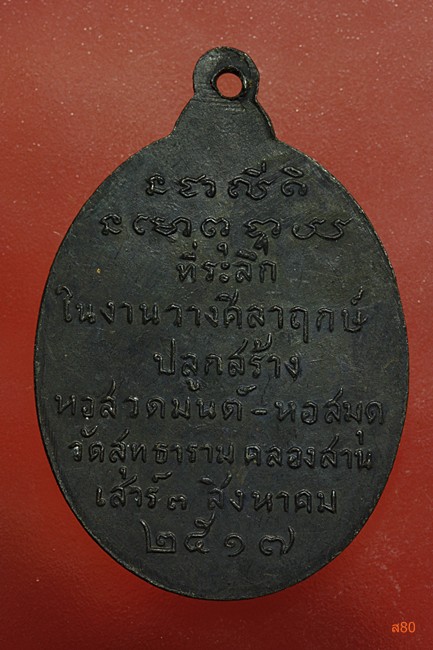 ที่ระลึก
ในงานวางศิลาฤกษ์
ปลูกสร้าง
หอสวดมนต์-หอสมุด
วัดสุทธาราม คลองสาน
เสาร์ ๓ สิงหาคม
๒๕๑๗
ส80